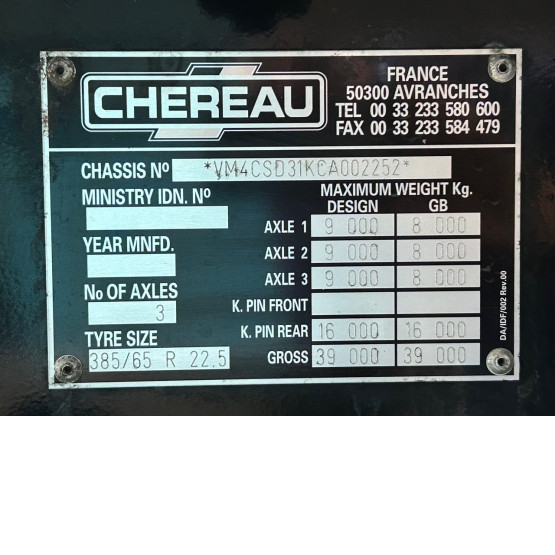 CHEREAU
FRANCE
50300 AVRANCHES
TEL 00 33 233 580 600
FAX 00 33 233 584 479
CHASSIS Nº *VM4CSD31KCA002252*
MINISTRY IDN. Nº
MAXIMUM WEIGHT Kg.
DESIGN GB
AXLE 1 9 000 8 000
YEAR MNFD.
AXLE 2 9 000 8 000
AXLE 3 9 000 8 000
No OF AXLES 3
K. PIN FRONT
K. PIN REAR 16 000 16 000
TYRE SIZE
385/65 R 22,5
GROSS 39 000 39 000
DA/IDF/002 Rev.00